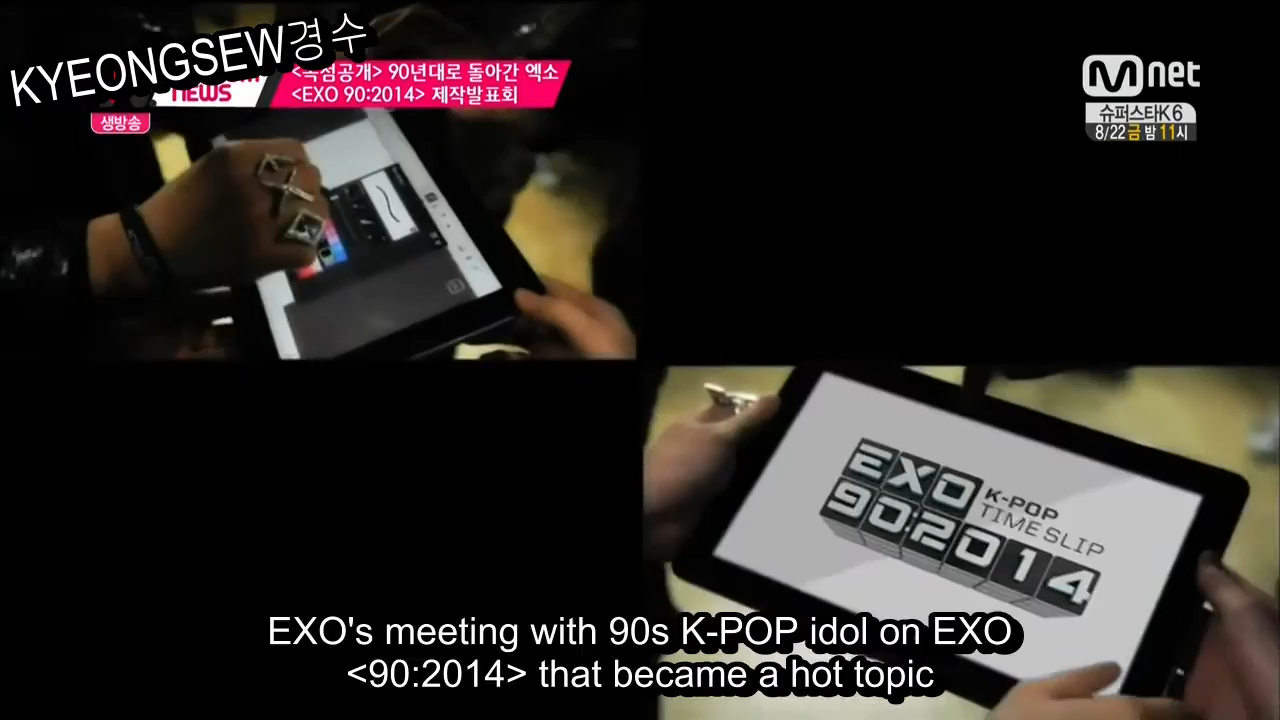 KYEONGSEW경수
NEWS
<독점공개> 90년대로 돌아간 엑소
<EXO 90:2014> 제작발표회
생방송
Mnet
슈퍼스타K6
8/22금 밤 11시
EXO
90:2014
K-POP
TIME SLIP
EXO's meeting with 90s K-POP idol on EXO
<90:2014> that became a hot topic